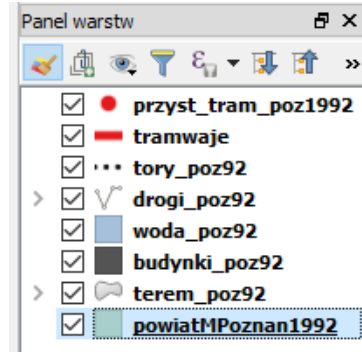 Panel warstw
przyst_tram_poz1992
tramwaje
tory_poz92
drogi_poz92
woda_poz92
budynki_poz92
terem_poz92
powiatMPoznan1992